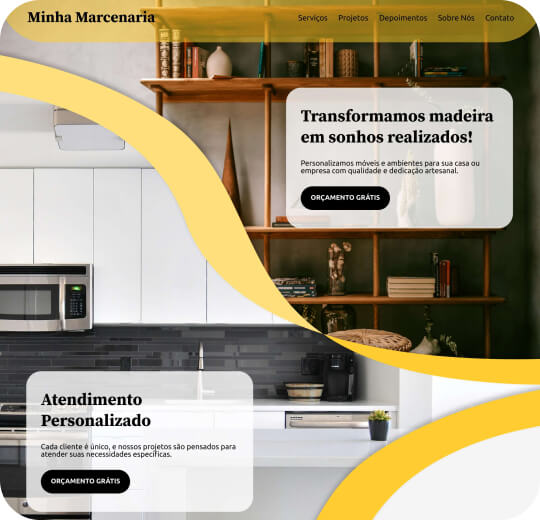 Minha Marcenaria
Serviços Projetos Depoimentos Sobre Nós Contato
Transformamos madeira
em sonhos realizados!
Personalizamos móveis e ambientes para sua casa ou
empresa com qualidade e dedicação artesanal.
ORÇAMENTO GRÁTIS
Atendimento
Personalizado
Cada cliente é único, e nossos projetos são pensados para
atender suas necessidades específicas.
ORÇAMENTO GRÁTIS